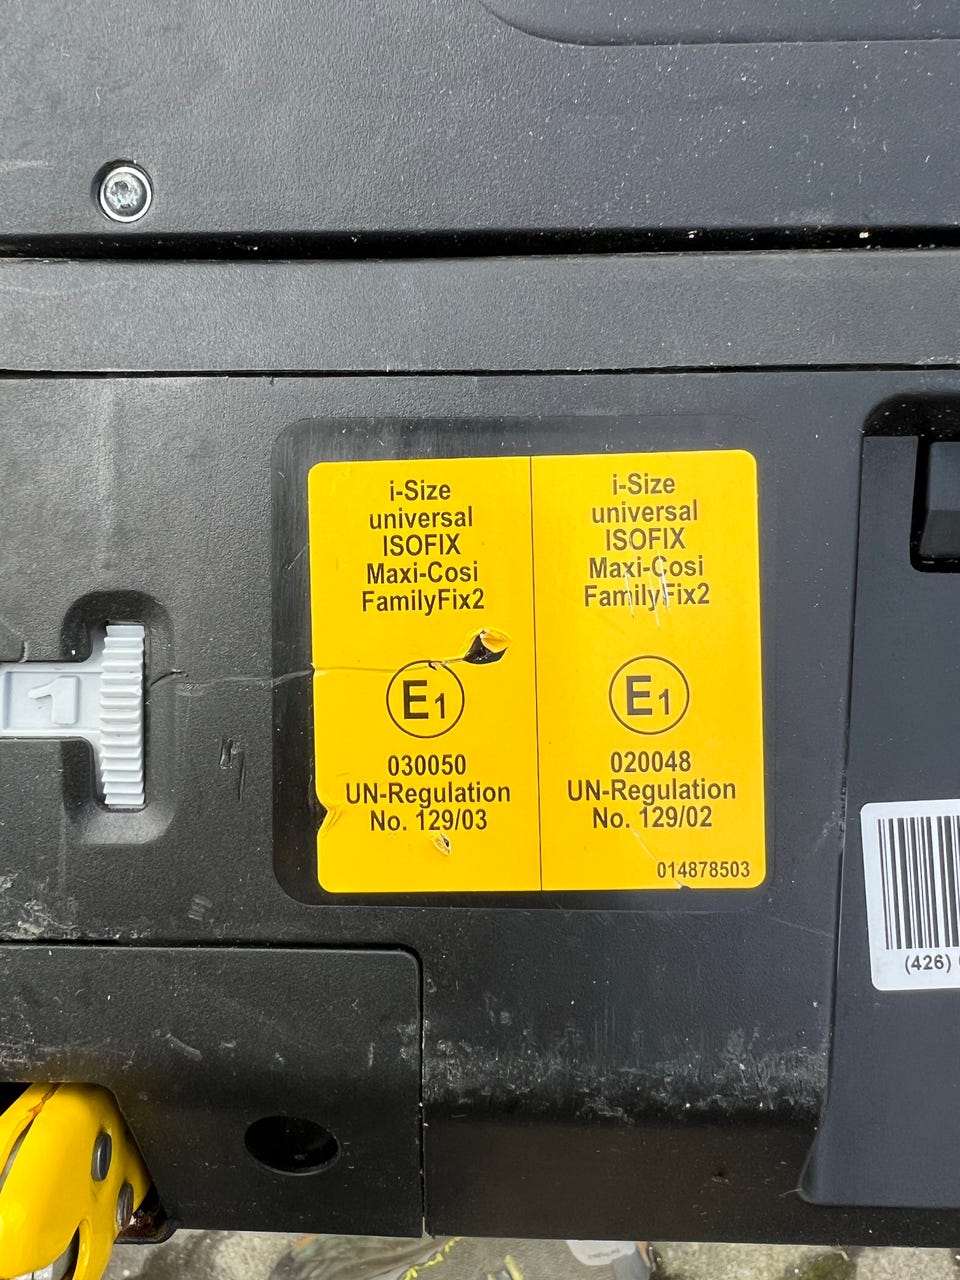 i-Size
universal
ISOFIX
Maxi-Cosi
FamilyFix2
E1
030050
UN-Regulation
No. 129/03
i-Size
universal
ISOFIX
Maxi-Cosi
FamilyFix2
E1
020048
UN-Regulation
No. 129/02
014878503
1
(426)